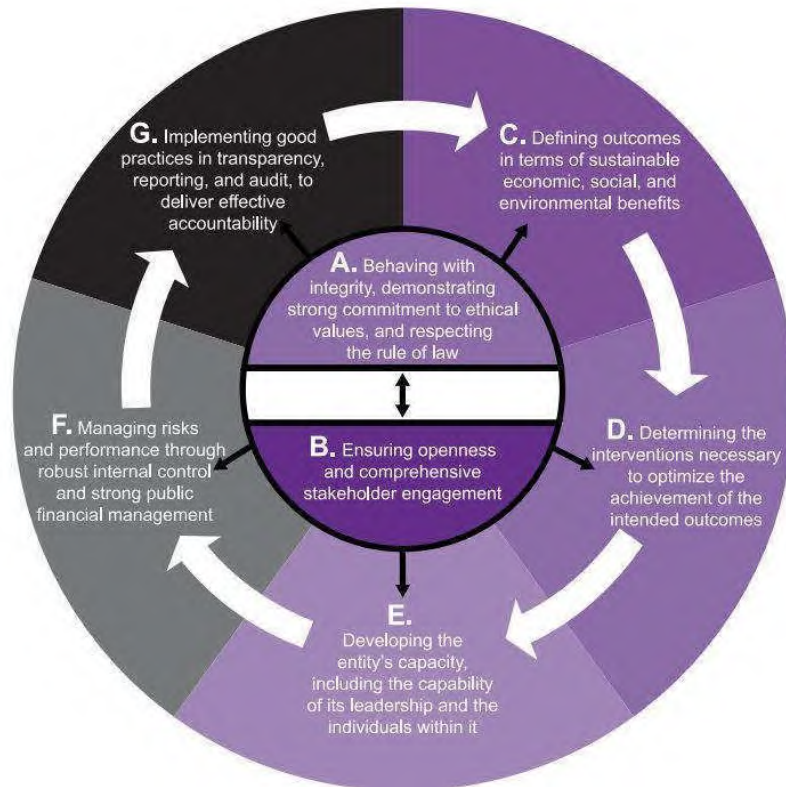 G. Implementing good
practices in transparency,
reporting, and audit, to
deliver effective
accountability
C. Defining outcomes
in terms of sustainable
economic, social, and
environmental benefits
A. Behaving with
integrity, demonstrating
strong commitment to ethical
values, and respecting
the rule of law
B. Ensuring openness
and comprehensive
stakeholder engagement
D. Determining the
interventions necessary
to optimize the
achievement of the
intended outcomes
E.
Developing the
entity's capacity,
including the capability
of its leadership and the
individuals within it
F. Managing risks
and performance through
robust internal control
and strong public
financial management